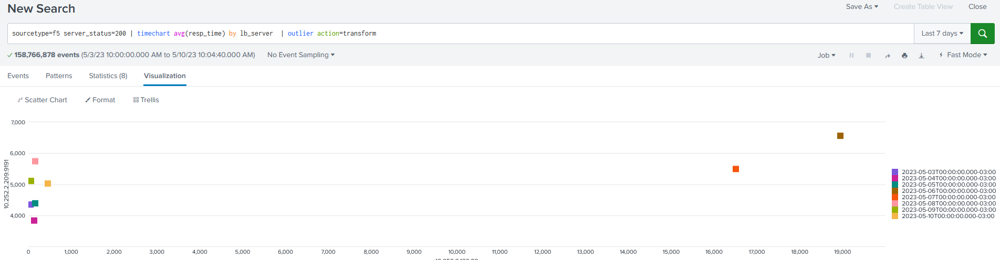 New Search
Save As
Create Table View
Close
sourcetype=f5 server_status=200 | timechart avg(resp_time) by lb_server | outlier action=transform
Last 7 days
158,766,878 events (5/3/23 10:00:00.000 AM to 5/10/23 10:04:40.000 AM)
No Event Sampling
Job
Fast Mode
Events
Patterns
Statistics (8)
Visualization
Scatter Chart
Format
Trellis
7,000
6,000
5,000
4,000
10.252.2.209:9191
0
1,000
2,000
3,000
4,000
5,000
6,000
7,000
8,000
9,000
10,000
11,000
12,000
13,000
14,000
15,000
16,000
17,000
18,000
19,000
2023-05-03T00:00:00.000-03:00
2023-05-04T00:00:00.000-03:00
2023-05-05T00:00:00.000-03:00
2023-05-06T00:00:00.000-03:00
2023-05-07T00:00:00.000-03:00
2023-05-08T00:00:00.000-03:00
2023-05-09T00:00:00.000-03:00
2023-05-10T00:00:00.000-03:00